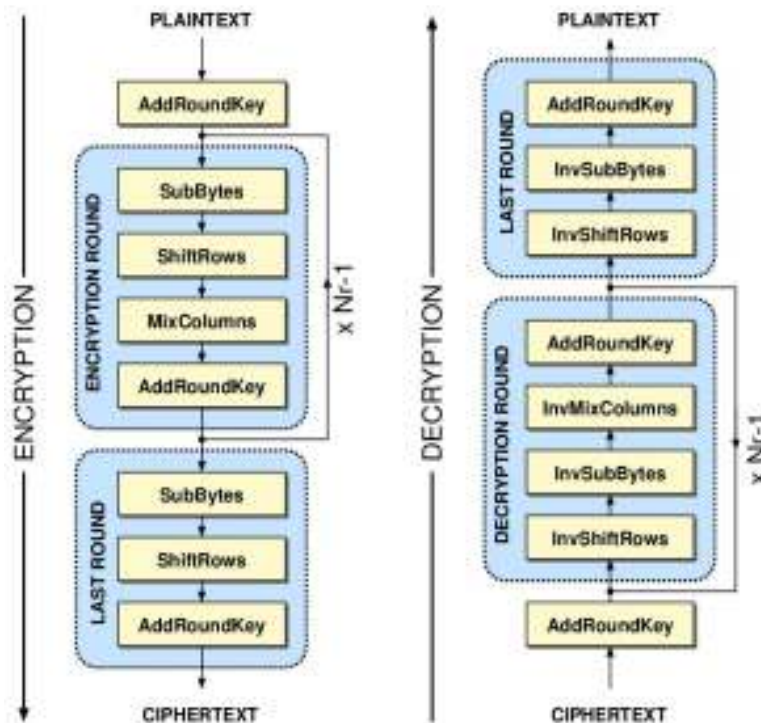 PLAINTEXT
AddRoundKey
SubBytes
ShiftRows
MixColumns
AddRoundKey
ENCRYPTION ROUND
x Nr-1
SubBytes
ShiftRows
AddRoundKey
LAST ROUND
CIPHERTEXT
ENCRYPTION
PLAINTEXT
AddRoundKey
InvSubBytes
InvShiftRows
LAST ROUND
AddRoundKey
InvMixColumns
InvSubBytes
InvShiftRows
DECRYPTION ROUND
x Nr-1
AddRoundKey
CIPHERTEXT
DECRYPTION